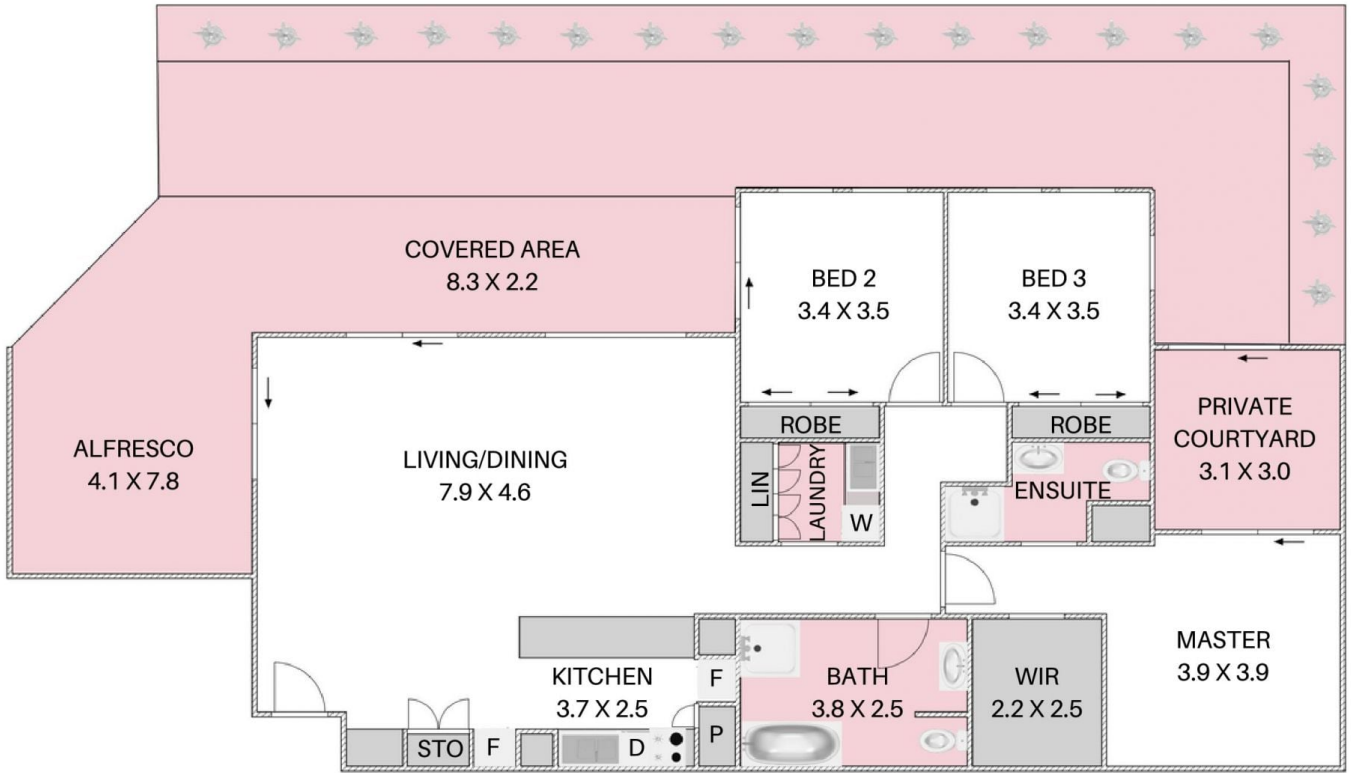 COVERED AREA
8.3 X 2.2
BED 2
3.4 X 3.5
BED 3
3.4 X 3.5
ALFRESCO
4.1 X 7.8
LIVING/DINING
7.9 X 4.6
ROBE
LIN
LAUNDRY
W
ROBE
ENSUITE
PRIVATE
COURTYARD
3.1 X 3.0
KITCHEN
3.7 X 2.5
F
P
STO
F
D
BATH
3.8 X 2.5
WIR
2.2 X 2.5
MASTER
3.9 X 3.9